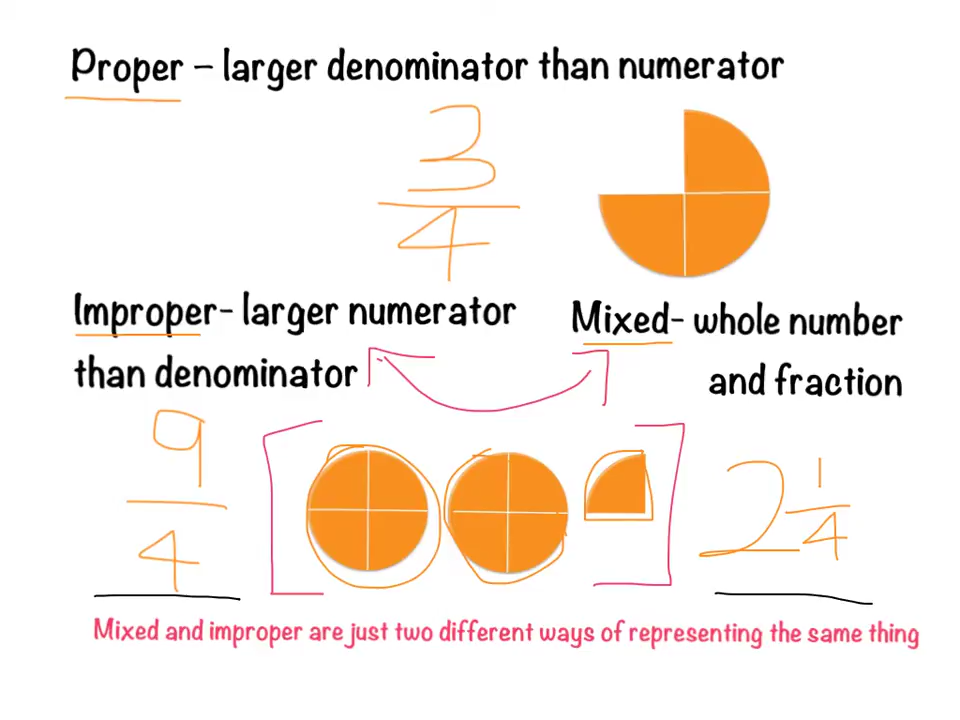 Proper – larger denominator than numerator
3
4
Improper- larger numerator
than denominator
Mixed- whole number
and fraction
9
4
2 1
4
Mixed and improper are just two different ways of representing the same thing